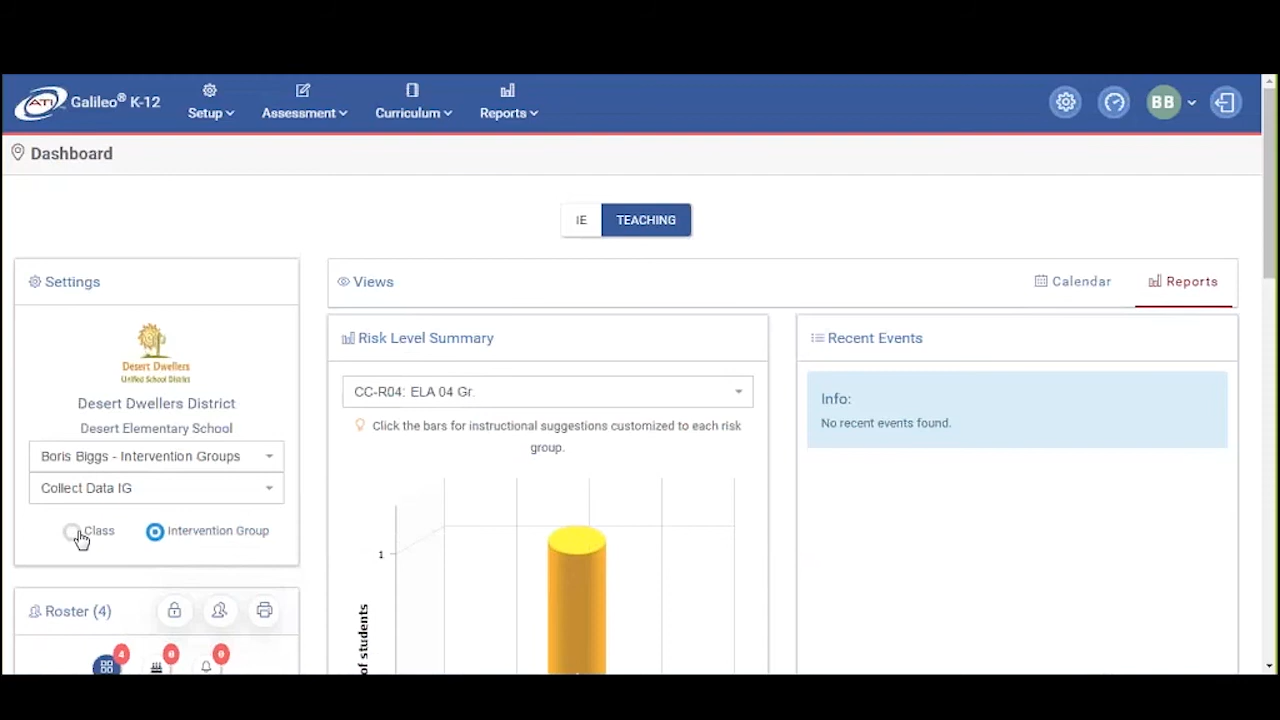 ATI Galileo® K-12
Setup
Assessment
Curriculum
Reports
BB
Dashboard
IE
TEACHING
Settings
Desert Dwellers
Unified School District
Desert Dwellers District
Desert Elementary School
Boris Biggs - Intervention Groups
Collect Data IG
Class
Intervention Group
Roster (4)
4
0
0
Views
Calendar
Reports
Risk Level Summary
CC-R04: ELA 04 Gr.
Click the bars for instructional suggestions customized to each risk
group.
1
of students
Recent Events
Info:
No recent events found.